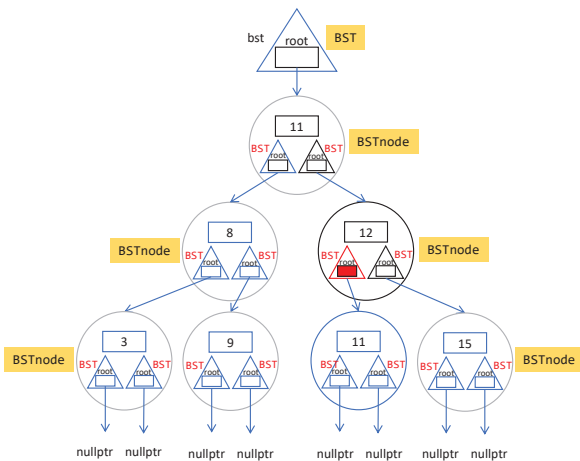 bst root BST
11
BST root root BST BSTnode
8 12
BSTnode BST root root BST BST root root BST BSTnode
3 9 11 15
BSTnode BST root root BST BST root root BST BST root root BST BST root root BST BSTnode
nullptr nullptr nullptr nullptr nullptr nullptr nullptr nullptr